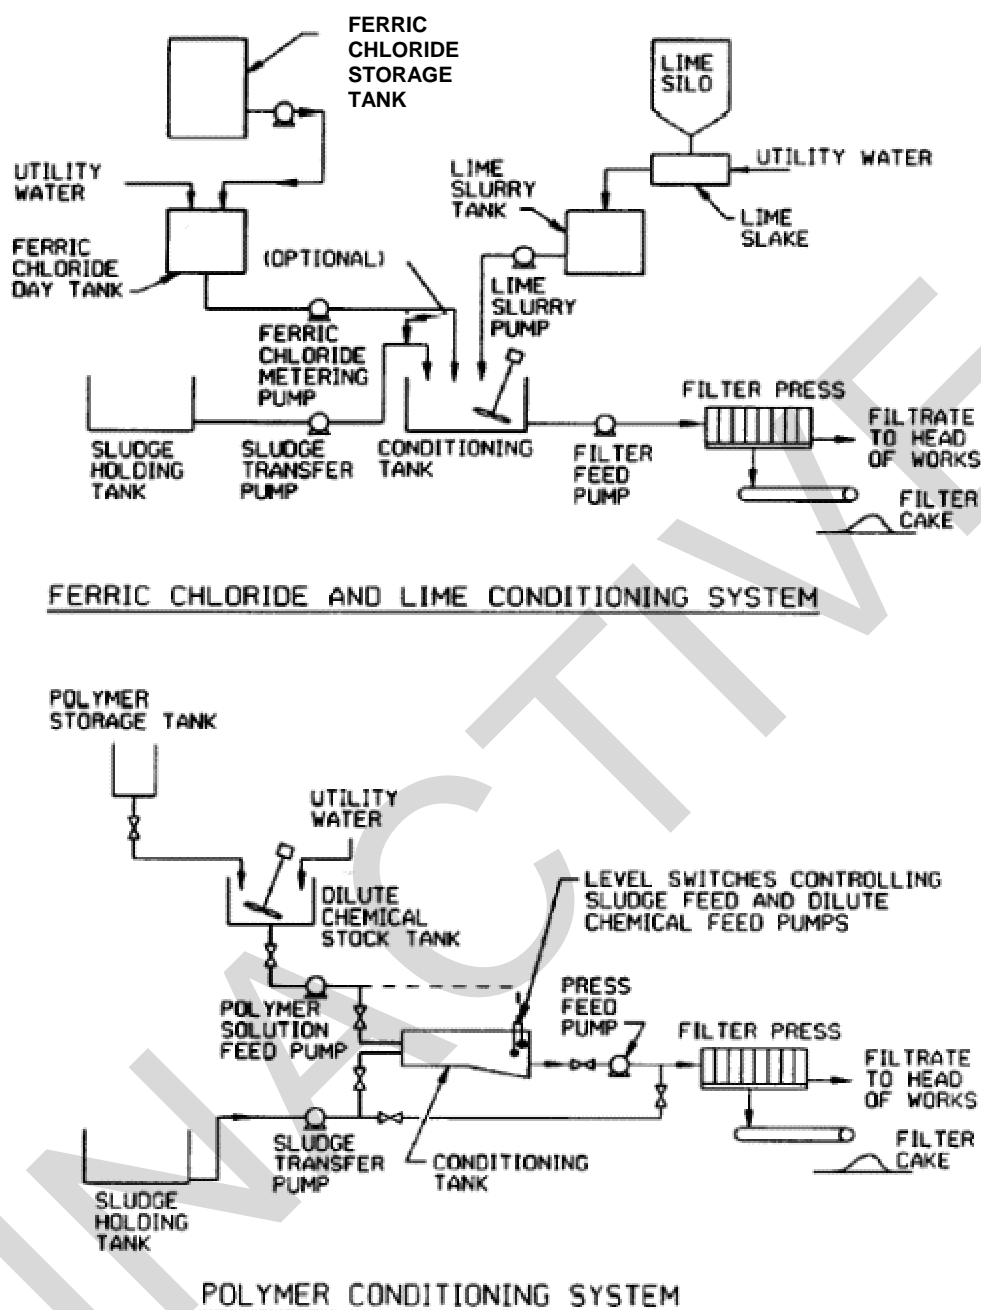 FERRIC
CHLORIDE
STORAGE
TANK
LIME
SILO
UTILITY
WATER
LIME
SLURRY
TANK
UTILITY WATER
LIME
SLAKE
FERRIC
CHLORIDE
DAY TANK
(OPTIONAL)
LIME
SLURRY
PUMP
FERRIC
CHLORIDE
METERING
PUMP
FILTER PRESS
FILTRATE
TO HEAD
OF WORKS
SLUDGE
HOLDING
TANK
SLUDGE
TRANSFER
PUMP
CONDITIONING
TANK
FILTER
FEED
PUMP
FILTER
CAKE
FERRIC CHLORIDE AND LIME CONDITIONING SYSTEM
POLYMER
STORAGE TANK
UTILITY
WATER
DILUTE
CHEMICAL
STOCK TANK
LEVEL SWITCHES CONTROLLING
SLUDGE FEED AND DILUTE
CHEMICAL FEED PUMPS
POLYMER
SOLUTION
FEED PUMP
PRESS
FEED
PUMP
FILTER PRESS
FILTRATE
TO HEAD
OF WORKS
SLUDGE
TRANSFER
PUMP
CONDITIONING
TANK
FILTER
CAKE
SLUDGE
HOLDING
TANK
POLYMER CONDITIONING SYSTEM
INACTIVE